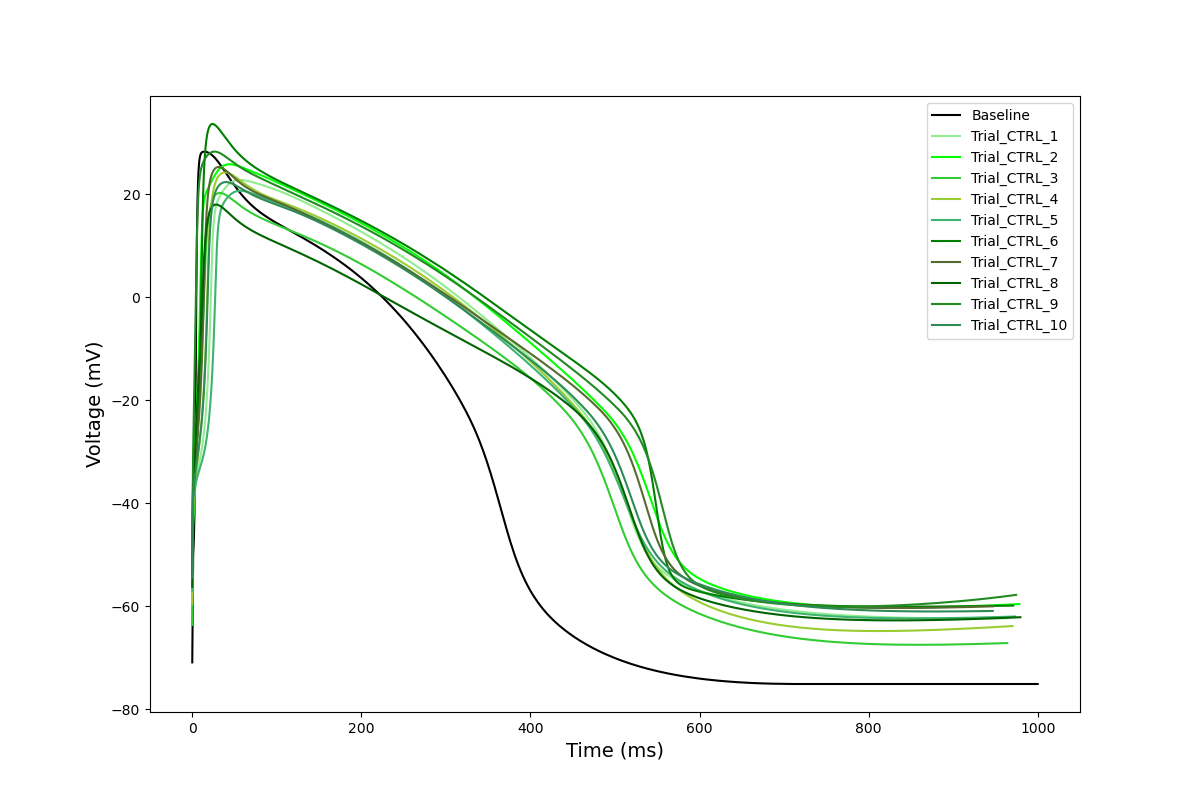 Baseline
Trial_CTRL_1
Trial_CTRL_2
Trial_CTRL_3
Trial_CTRL_4
Trial_CTRL_5
Trial_CTRL_6
Trial_CTRL_7
Trial_CTRL_8
Trial_CTRL_9
Trial_CTRL_10
Voltage (mV)
20
0
−20
−40
−60
−80
0 200 400 600 800 1000
Time (ms)